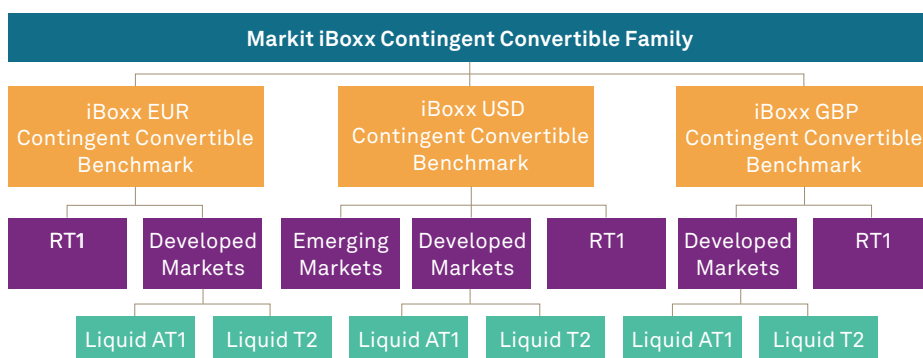 Markit iBoxx Contingent Convertible Family
iBoxx EUR
Contingent Convertible
Benchmark
iBoxx USD
Contingent Convertible
Benchmark
iBoxx GBP
Contingent Convertible
Benchmark
RT1
Developed
Markets
Emerging
Markets
Developed
Markets
RT1
Developed
Markets
RT1
Liquid AT1
Liquid T2
Liquid AT1
Liquid T2
Liquid AT1
Liquid T2